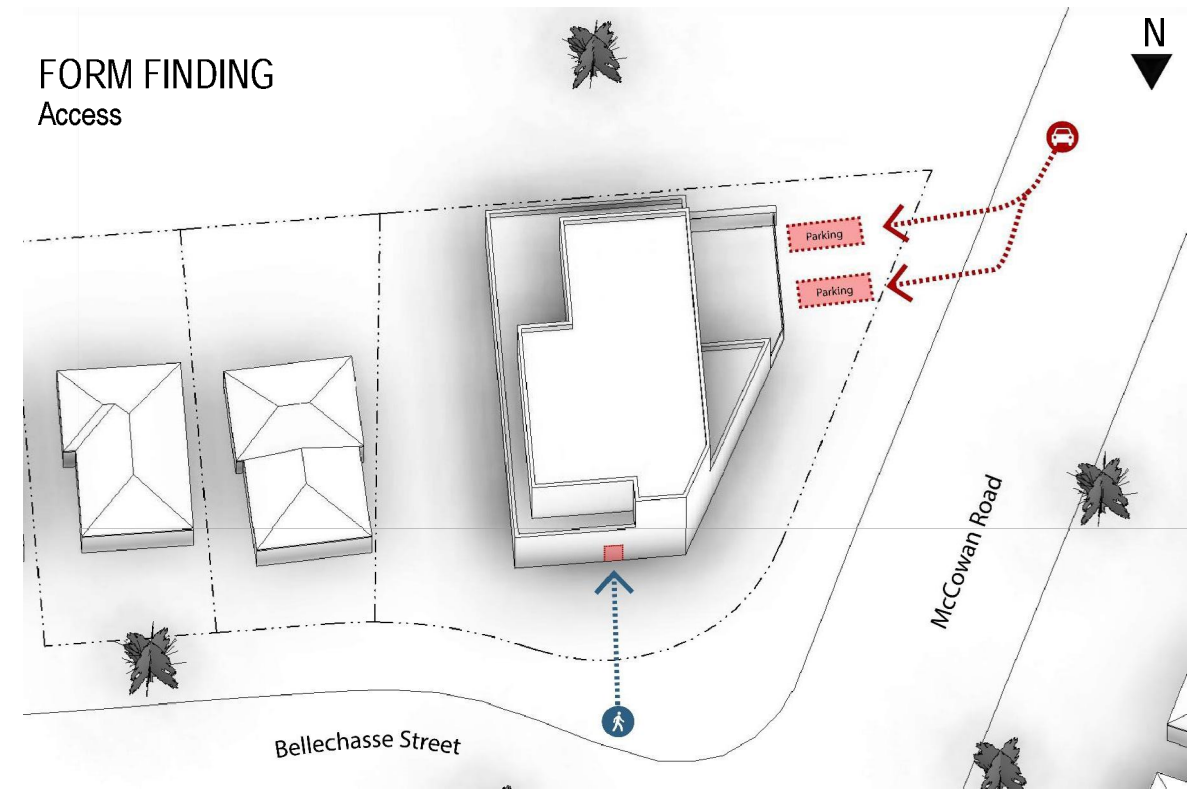 FORM FINDING
Access
N
Parking
Parking
McCowan Road
Bellechasse Street